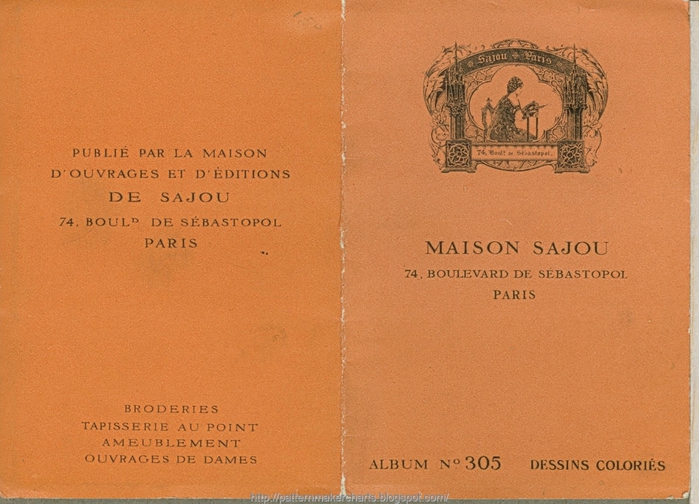 PUBLIÉ PAR LA MAISON
D'OUVRAGES ET D'ÉDITIONS
DE SAJOU
74, BOULD DE SÉBASTOPOL
PARIS
BRODERIES
TAPISSERIE AU POINT
AMEUBLEMENT
OUVRAGES DE DAMES
Sajou Paris
74, Bould de Sébastopol.
MAISON SAJOU
74, BOULEVARD DE SÉBASTOPOL
PARIS
ALBUM No 305 DESSINS COLORIÉS
http://patternmakercharts.blogspot.com/